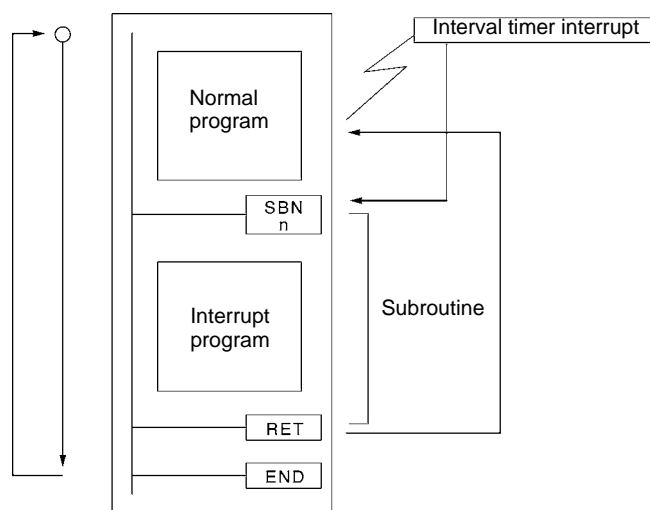 Interval timer interrupt
Normal
program
SBN
n
Interrupt
program
Subroutine
RET
END